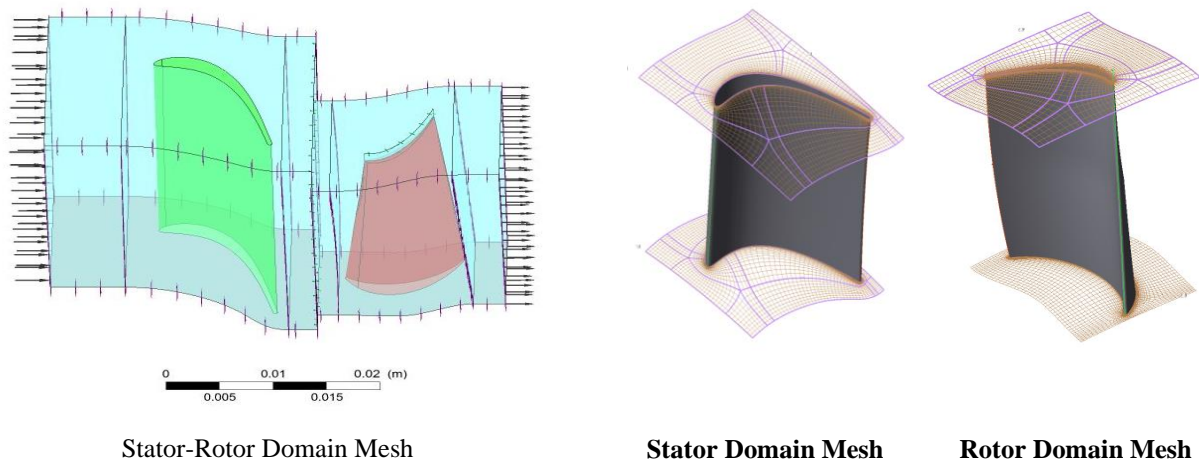 0 0.01 0.02 (m)
0.005 0.015
Stator-Rotor Domain Mesh
Stator Domain Mesh
Rotor Domain Mesh